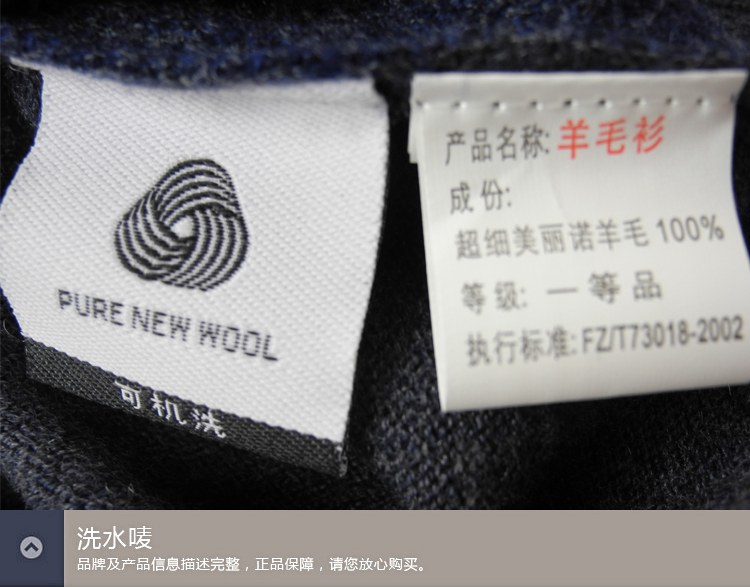 PURE NEW WOOL
可机洗
产品名称: 羊毛衫
成份:
超细美丽诺羊毛 100%
等级: 一等品
执行标准: FZ/T73018-2002
洗水唛
品牌及产品信息描述完整，正品保障，请您放心购买。